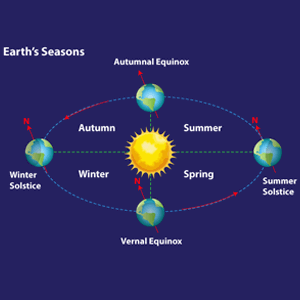 Earth's Seasons
Autumnal Equinox
N
Autumn
Summer
N
N
Winter
Solstice
Winter
Spring
N
Summer
Solstice
Vernal Equinox